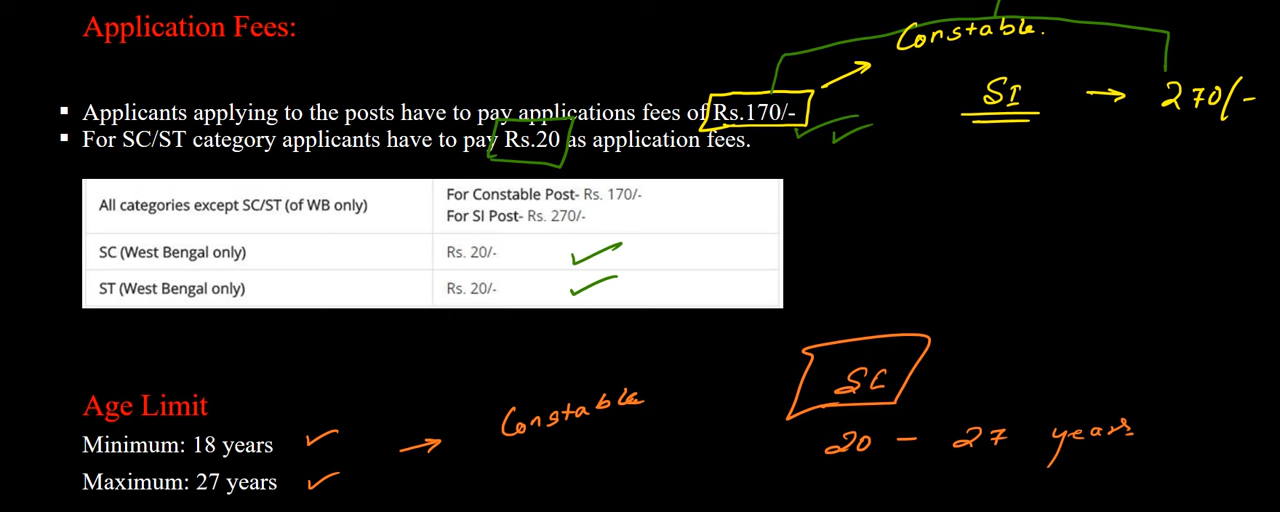 Application Fees:
Constable.
SI → 270/-
▪ Applicants applying to the posts have to pay applications fees of Rs.170/-
▪ For SC/ST category applicants have to pay Rs.20 as application fees.
All categories except SC/ST (of WB only) For Constable Post- Rs. 170/-
For SI Post- Rs. 270/-
SC (West Bengal only) Rs. 20/-
ST (West Bengal only) Rs. 20/-
SC
Age Limit
Constable
Minimum: 18 years
20 - 27 years
Maximum: 27 years